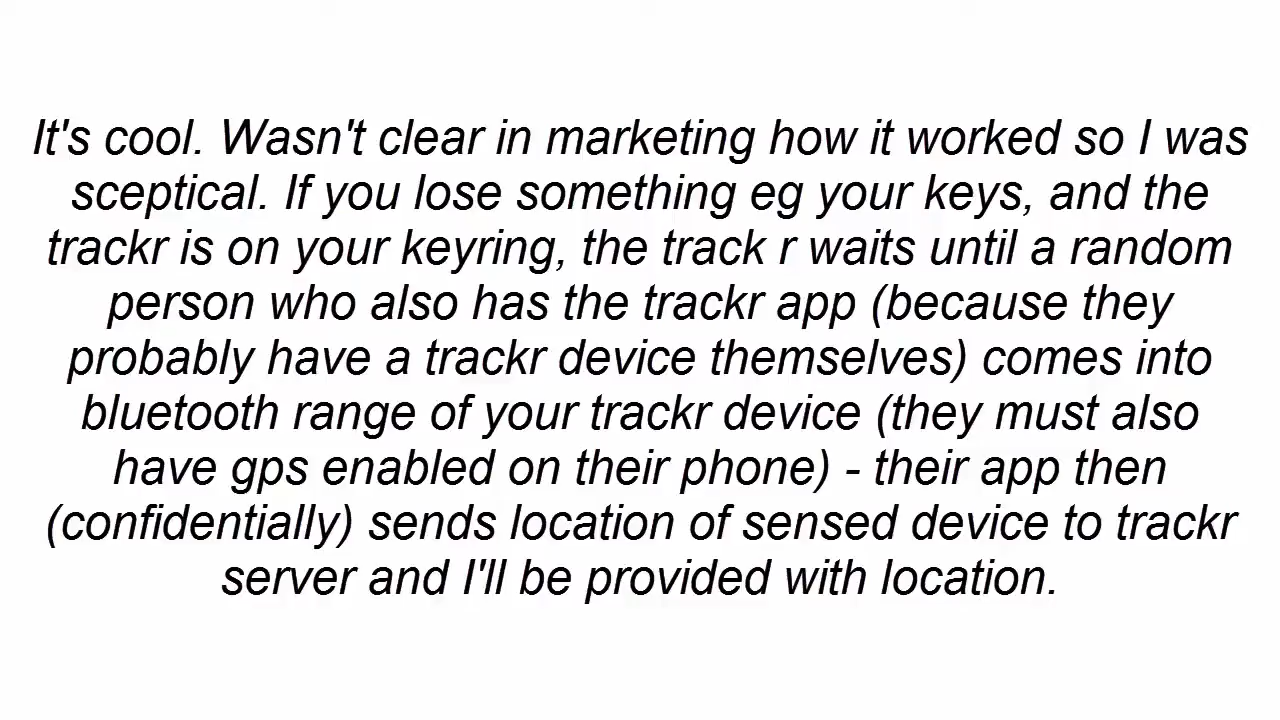 It's cool. Wasn't clear in marketing how it worked so I was
sceptical. If you lose something eg your keys, and the
trackr is on your keyring, the track r waits until a random
person who also has the trackr app (because they
probably have a trackr device themselves) comes into
bluetooth range of your trackr device (they must also
have gps enabled on their phone) - their app then
(confidentially) sends location of sensed device to trackr
server and I'll be provided with location.